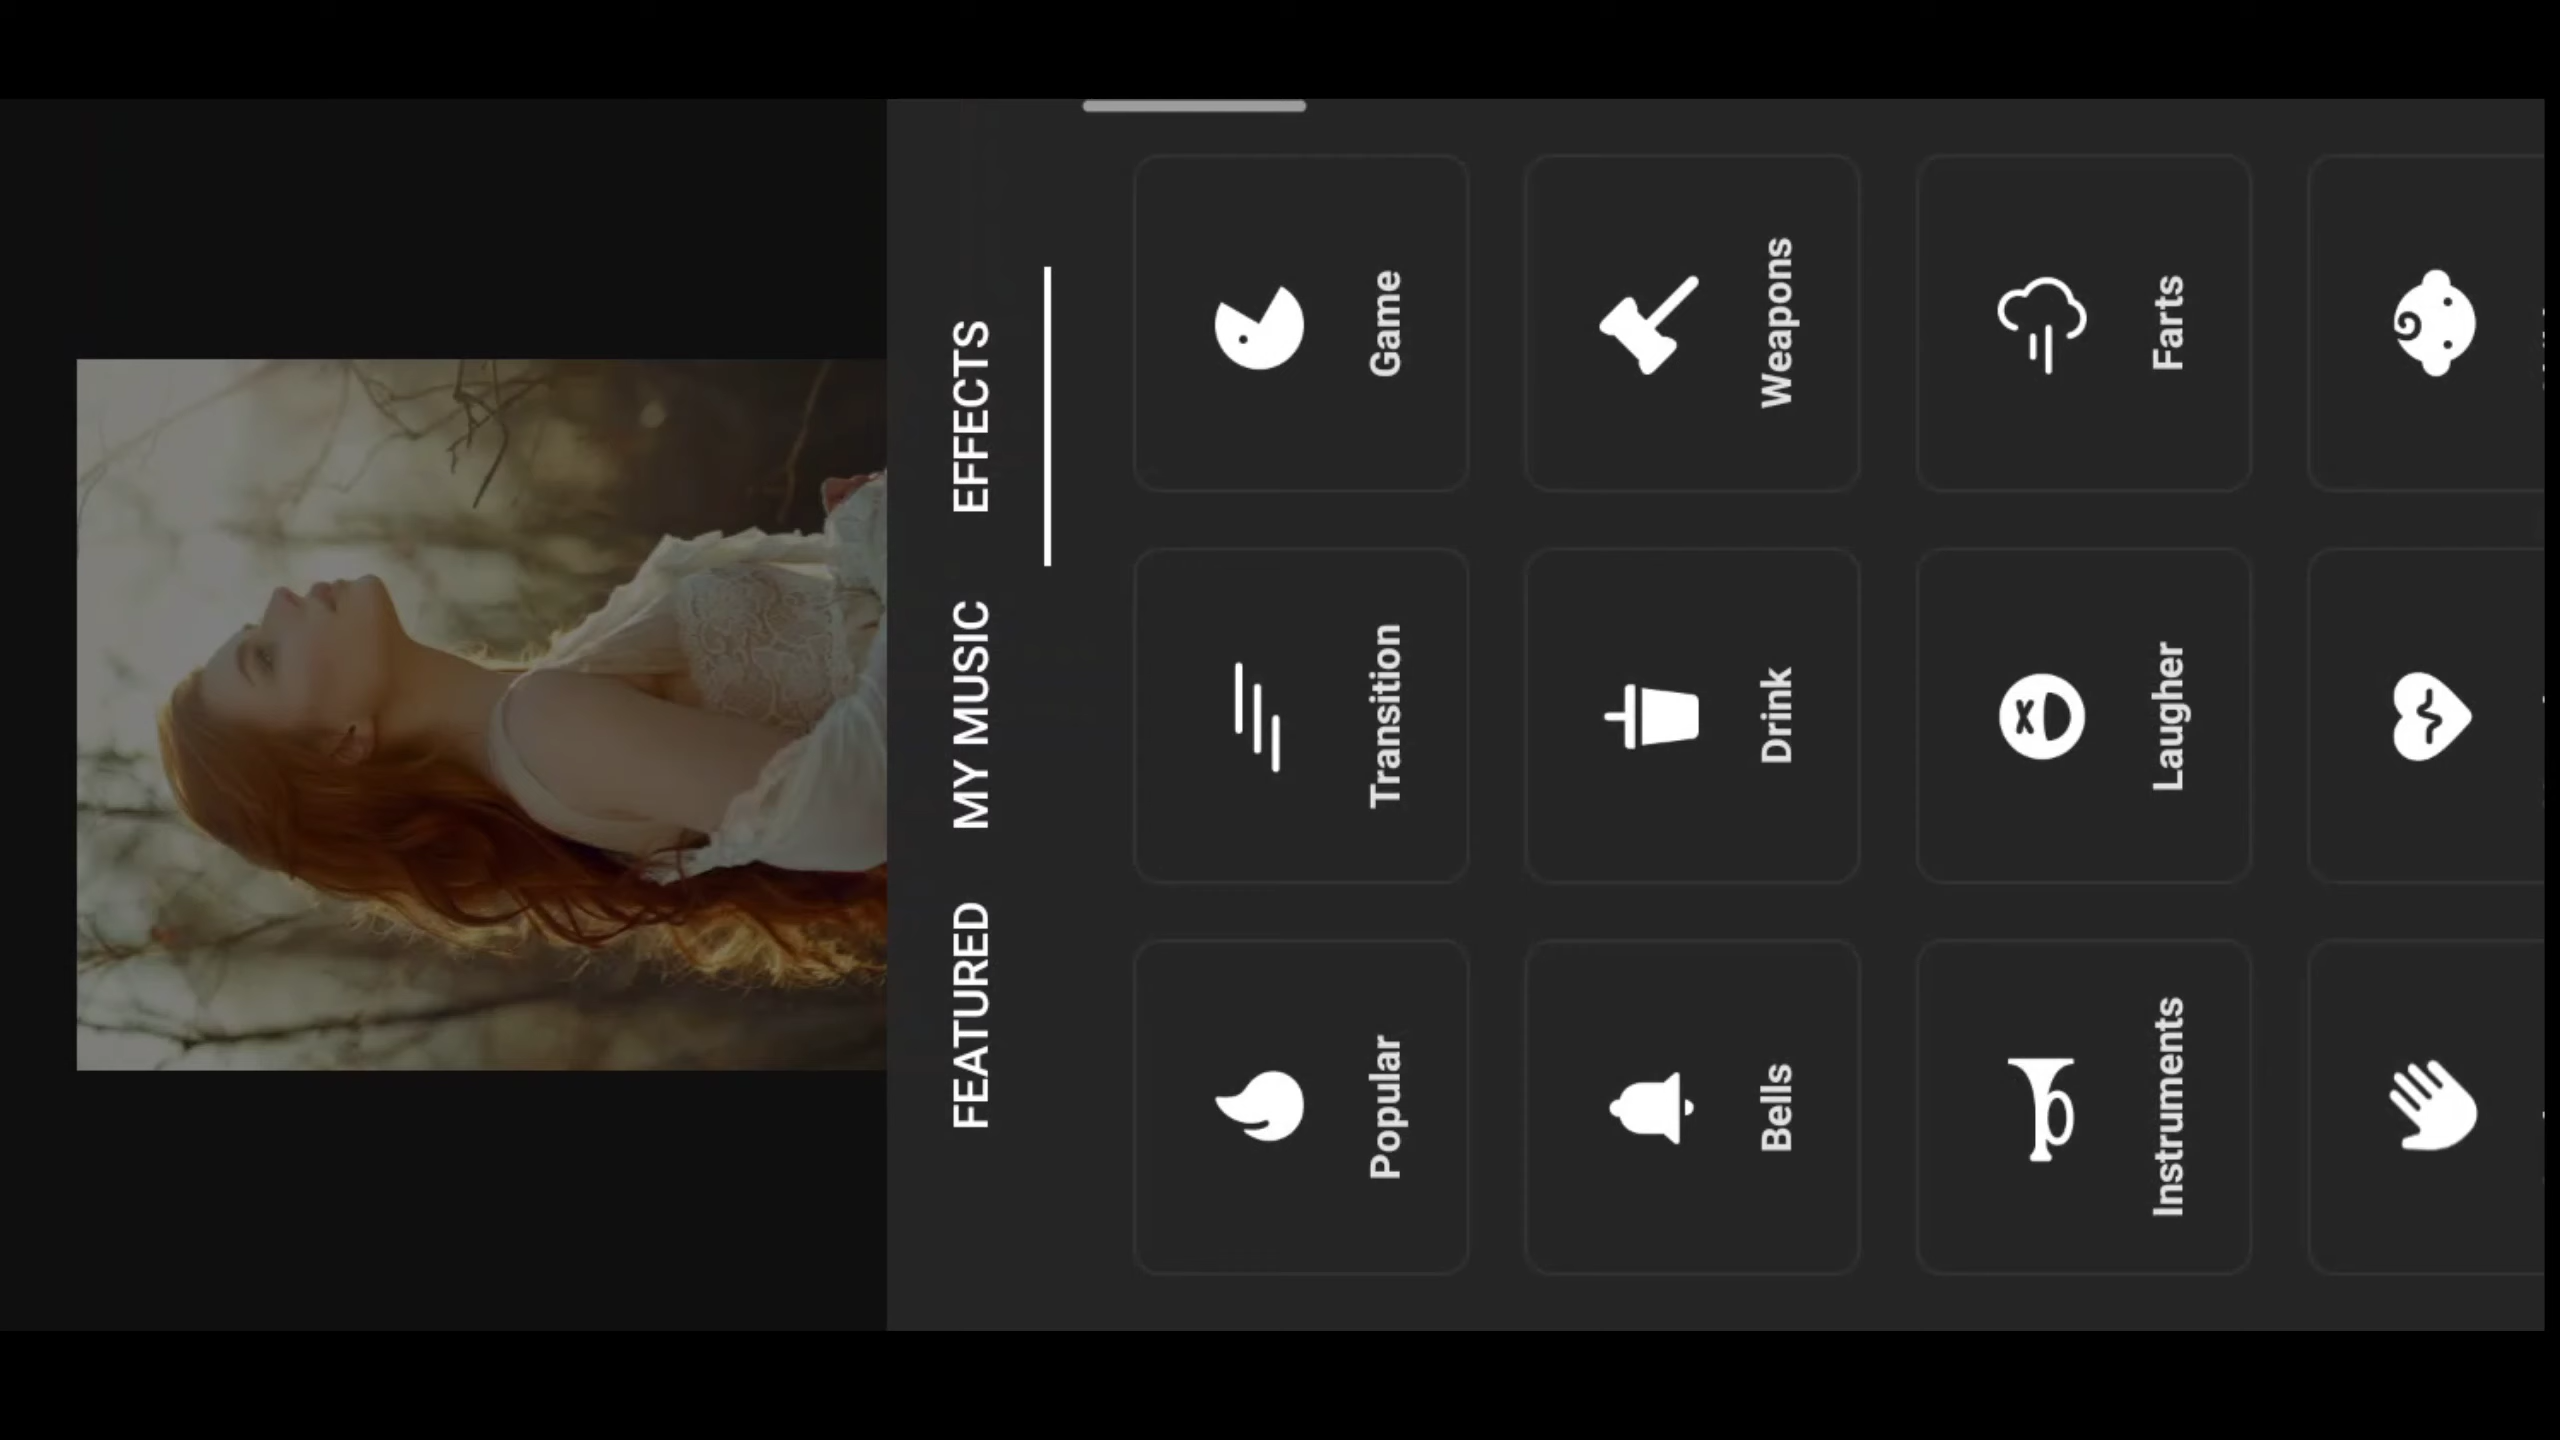 FEATURED MY MUSIC EFFECTS
Popular Transition Game
Bells Drink Weapons
Instruments Laugher Farts